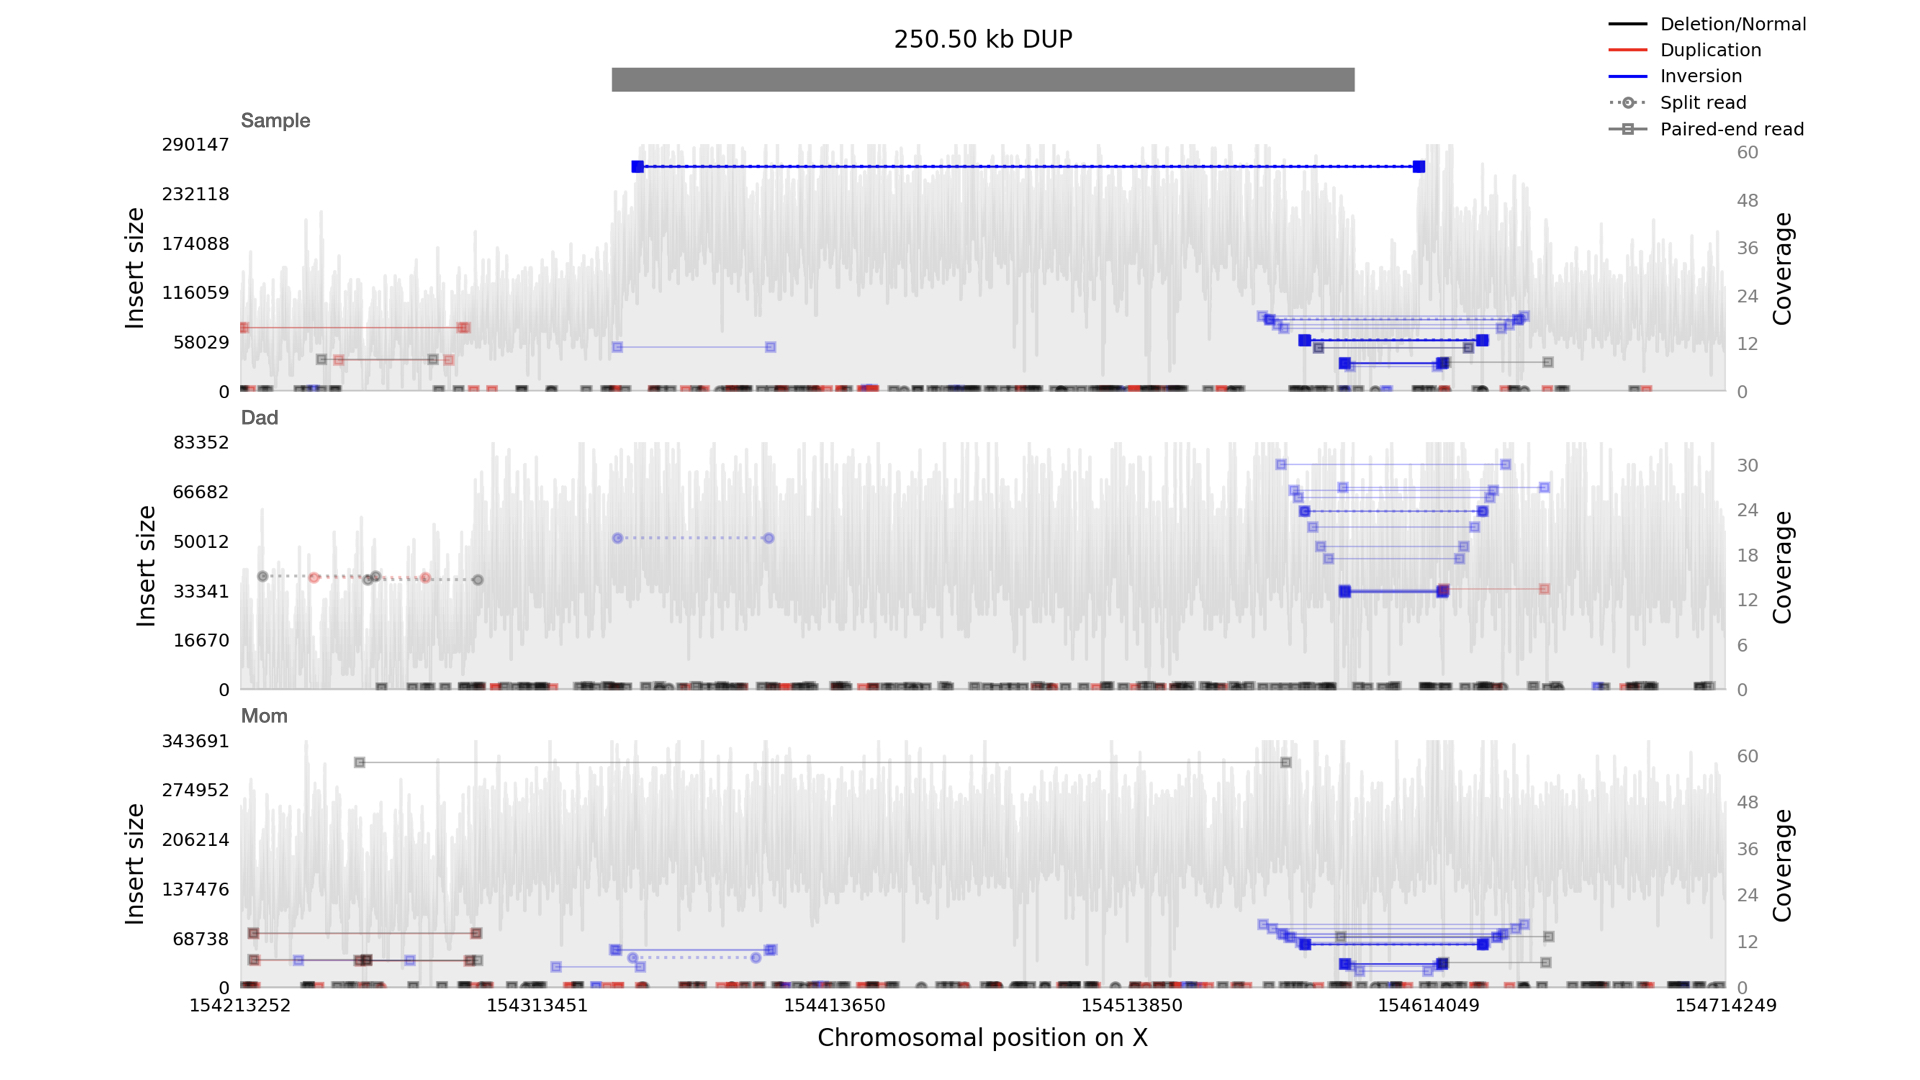 250.50 kb DUP
Deletion/Normal
Duplication
Inversion
Split read
Paired-end read
Sample
290147
232118
174088
116059
58029
0
Insert size
60
48
36
24
12
0
Coverage
Dad
83352
66682
50012
33341
16670
0
Insert size
30
24
18
12
6
0
Coverage
Mom
343691
274952
206214
137476
68738
0
Insert size
60
48
36
24
12
0
Coverage
154213252 154313451 154413650 154513850 154614049 154714249
Chromosomal position on X